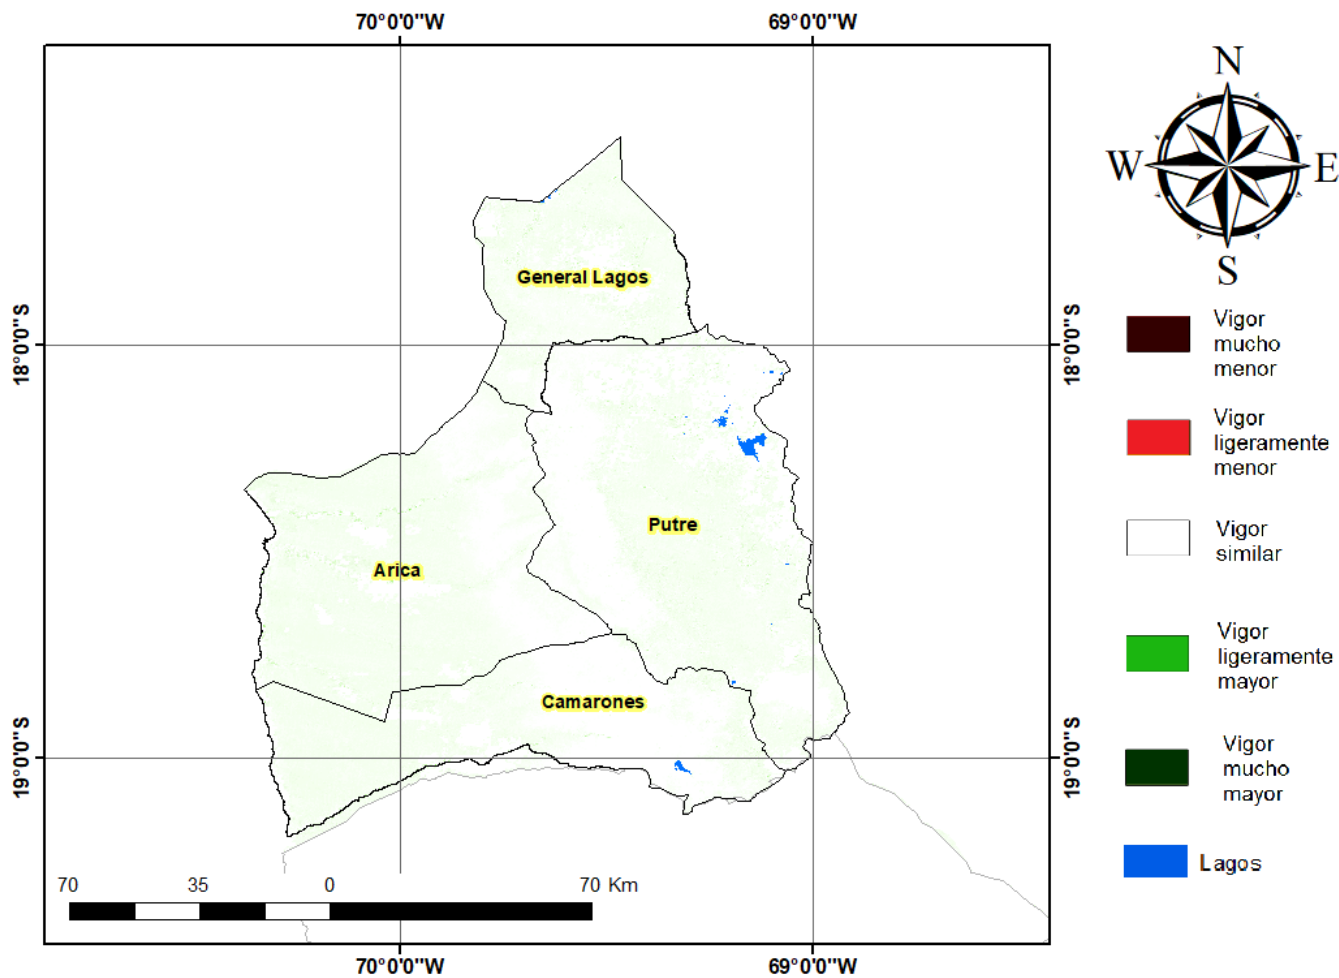 70°0'0"W
69°0'0"W
N
W
E
S
18°0'0"S
18°0'0"S
General Lagos
Putre
Arica
Camarones
19°0'0"S
19°0'0"S
Vigor
mucho
menor
Vigor
ligeramente
menor
Vigor
similar
Vigor
ligeramente
mayor
Vigor
mucho
mayor
Lagos
70
35
0
70 Km
70°0'0"W
69°0'0"W